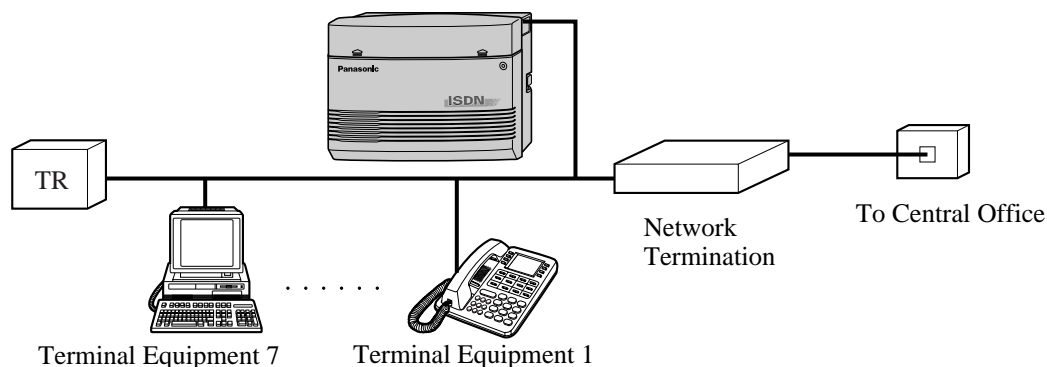 Panasonic
ISDN
TR
Network
Termination
To Central Office
Terminal Equipment 7
Terminal Equipment 1